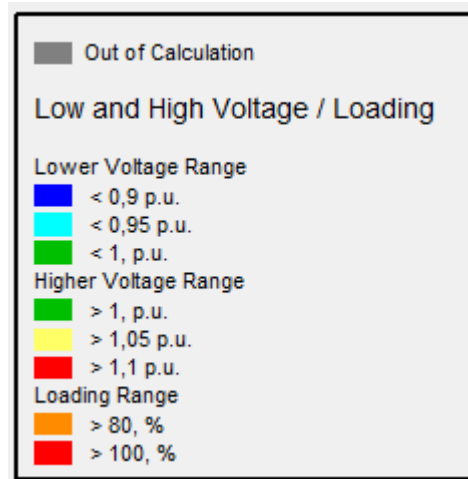 Out of Calculation
Low and High Voltage / Loading
Lower Voltage Range
< 0,9 p.u.
< 0,95 p.u.
< 1, p.u.
Higher Voltage Range
> 1, p.u.
> 1,05 p.u.
> 1,1 p.u.
Loading Range
> 80, %
> 100, %